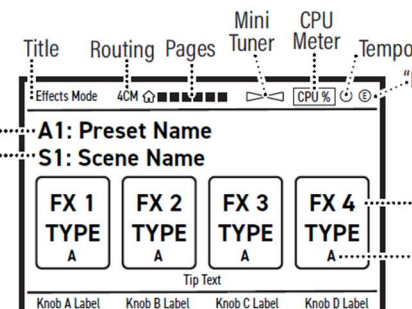 Mini CPU
Title Routing Pages Tuner Meter Tempo
Effects Mode 4CM CPU % E
A1: Preset Name
S1: Scene Name
FX 1 FX 2 FX 3 FX 4
TYPE TYPE TYPE TYPE
A A A A
Tip Text
Knob A Label Knob B Label Knob C Label Knob D Label